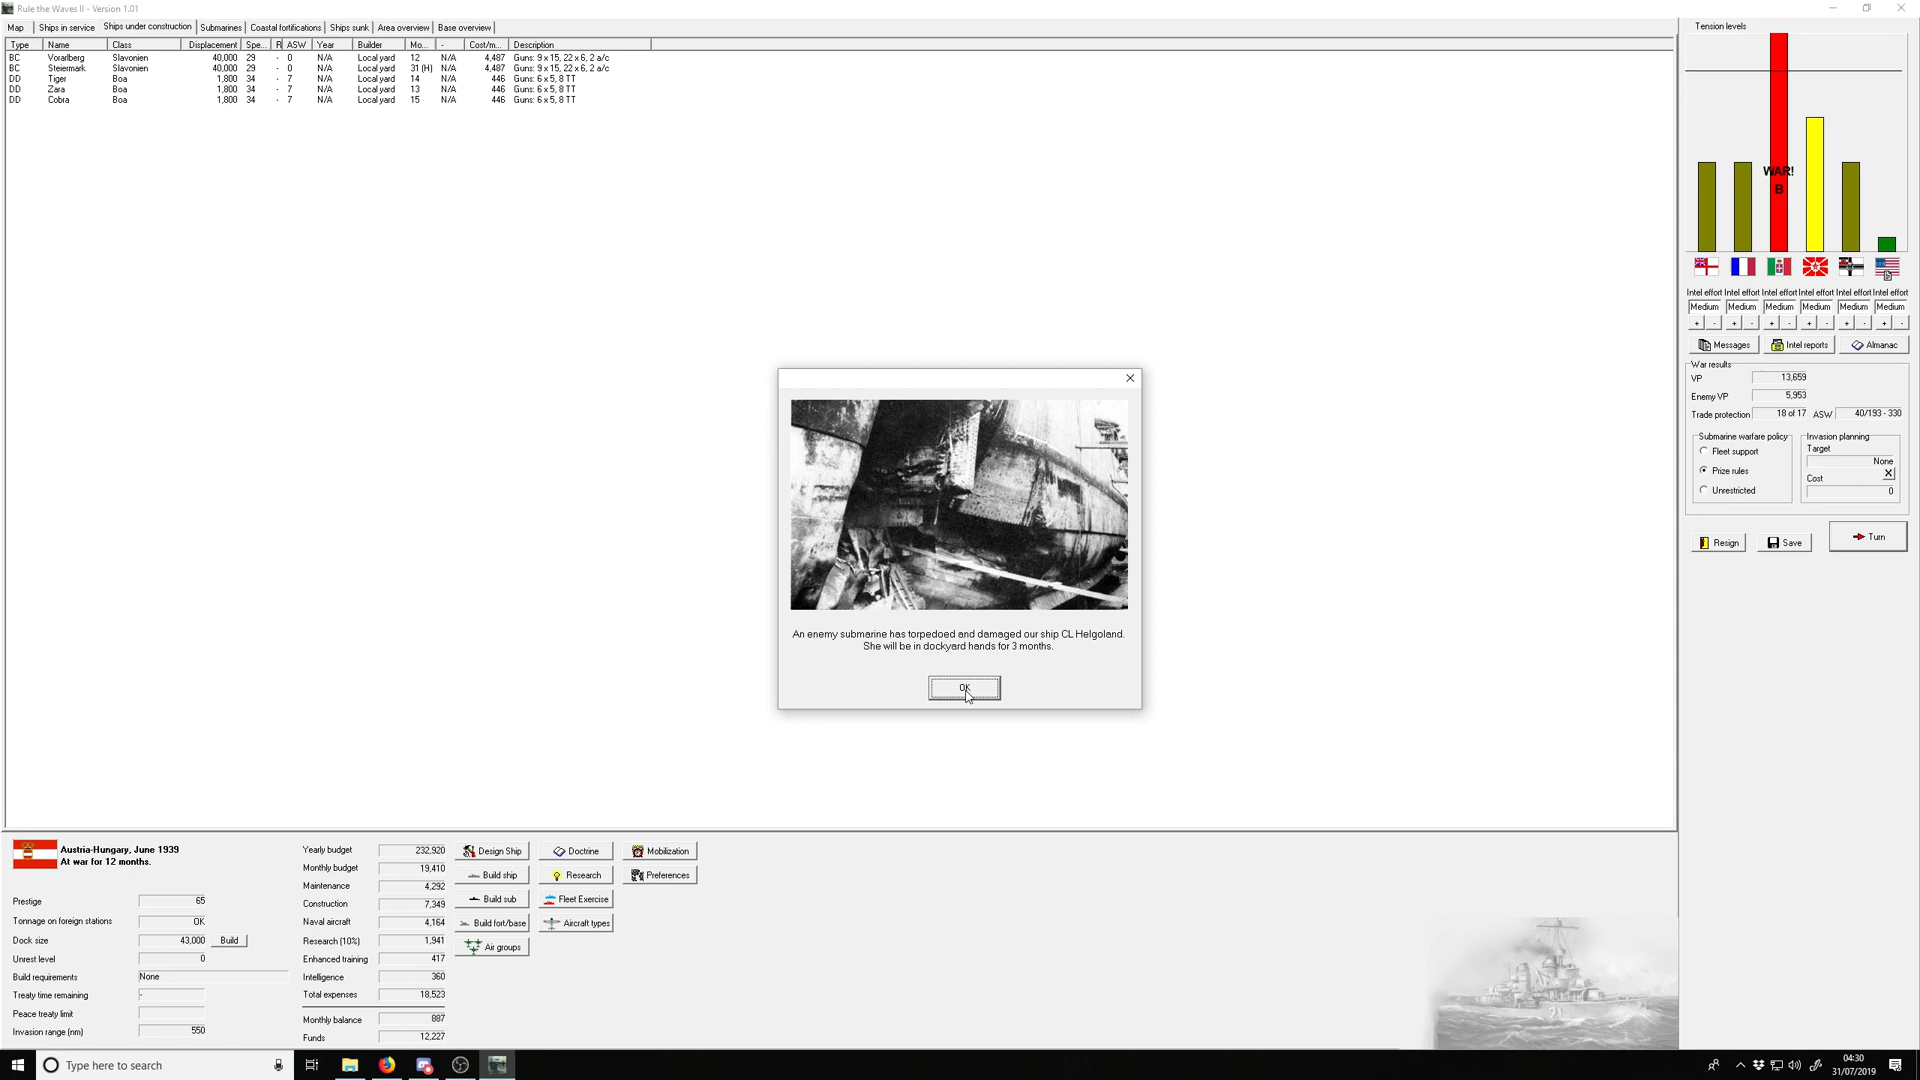 Rule the Waves II - Version 1.01
Map Ships in service Ships under construction Submarines Coastal fortifications Ships sunk Area overview Base overview
Type Name Class Displacement Spe... R ASW Year Builder Mo... - Cost/m... Description
BC Vorarlberg Slavonien 40,000 29 - 0 N/A Local yard 12 N/A 4,487 Guns: 9 x 15, 22 x 6, 2 a/c
BC Steiermark Slavonien 40,000 29 - 0 N/A Local yard 31 (H) N/A 4,487 Guns: 9 x 15, 22 x 6, 2 a/c
DD Tiger Boa 1,800 34 - 7 N/A Local yard 14 N/A 446 Guns: 6 x 5, 8 TT
DD Zara Boa 1,800 34 - 7 N/A Local yard 13 N/A 446 Guns: 6 x 5, 8 TT
DD Cobra Boa 1,800 34 - 7 N/A Local yard 15 N/A 446 Guns: 6 x 5, 8 TT
An enemy submarine has torpedoed and damaged our ship CL Helgoland.
She will be in dockyard hands for 3 months.
OK
Tension levels
WAR!
B
Intel effort Intel effort Intel effort Intel effort Intel effort Intel effort
Medium Medium Medium Medium Medium Medium
+ - + - + - + - + - + -
Messages Intel reports Almanac
War results
VP 13,659
Enemy VP 5,953
Trade protection 18 of 17 ASW 40/193 - 330
Submarine warfare policy
Fleet support
Prize rules
Unrestricted
Invasion planning
Target
None
Cost X
0
Resign Save Turn
Austria-Hungary, June 1939
At war for 12 months.
Prestige 65
Tonnage on foreign stations OK
Dock size 43,000 Build
Unrest level 0
Build requirements None
Treaty time remaining -
Peace treaty limit
Invasion range (nm) 550
Yearly budget 232,920
Monthly budget 19,410
Maintenance 4,292
Construction 7,349
Naval aircraft 4,164
Research (10%) 1,941
Enhanced training 417
Intelligence 360
Total expenses 18,523
Monthly balance 887
Funds 12,227
Design Ship Doctrine Mobilization
Build ship Research Preferences
Build sub Fleet Exercise
Build fort/base Aircraft types
Air groups
Type here to search
04:30
31/07/2019